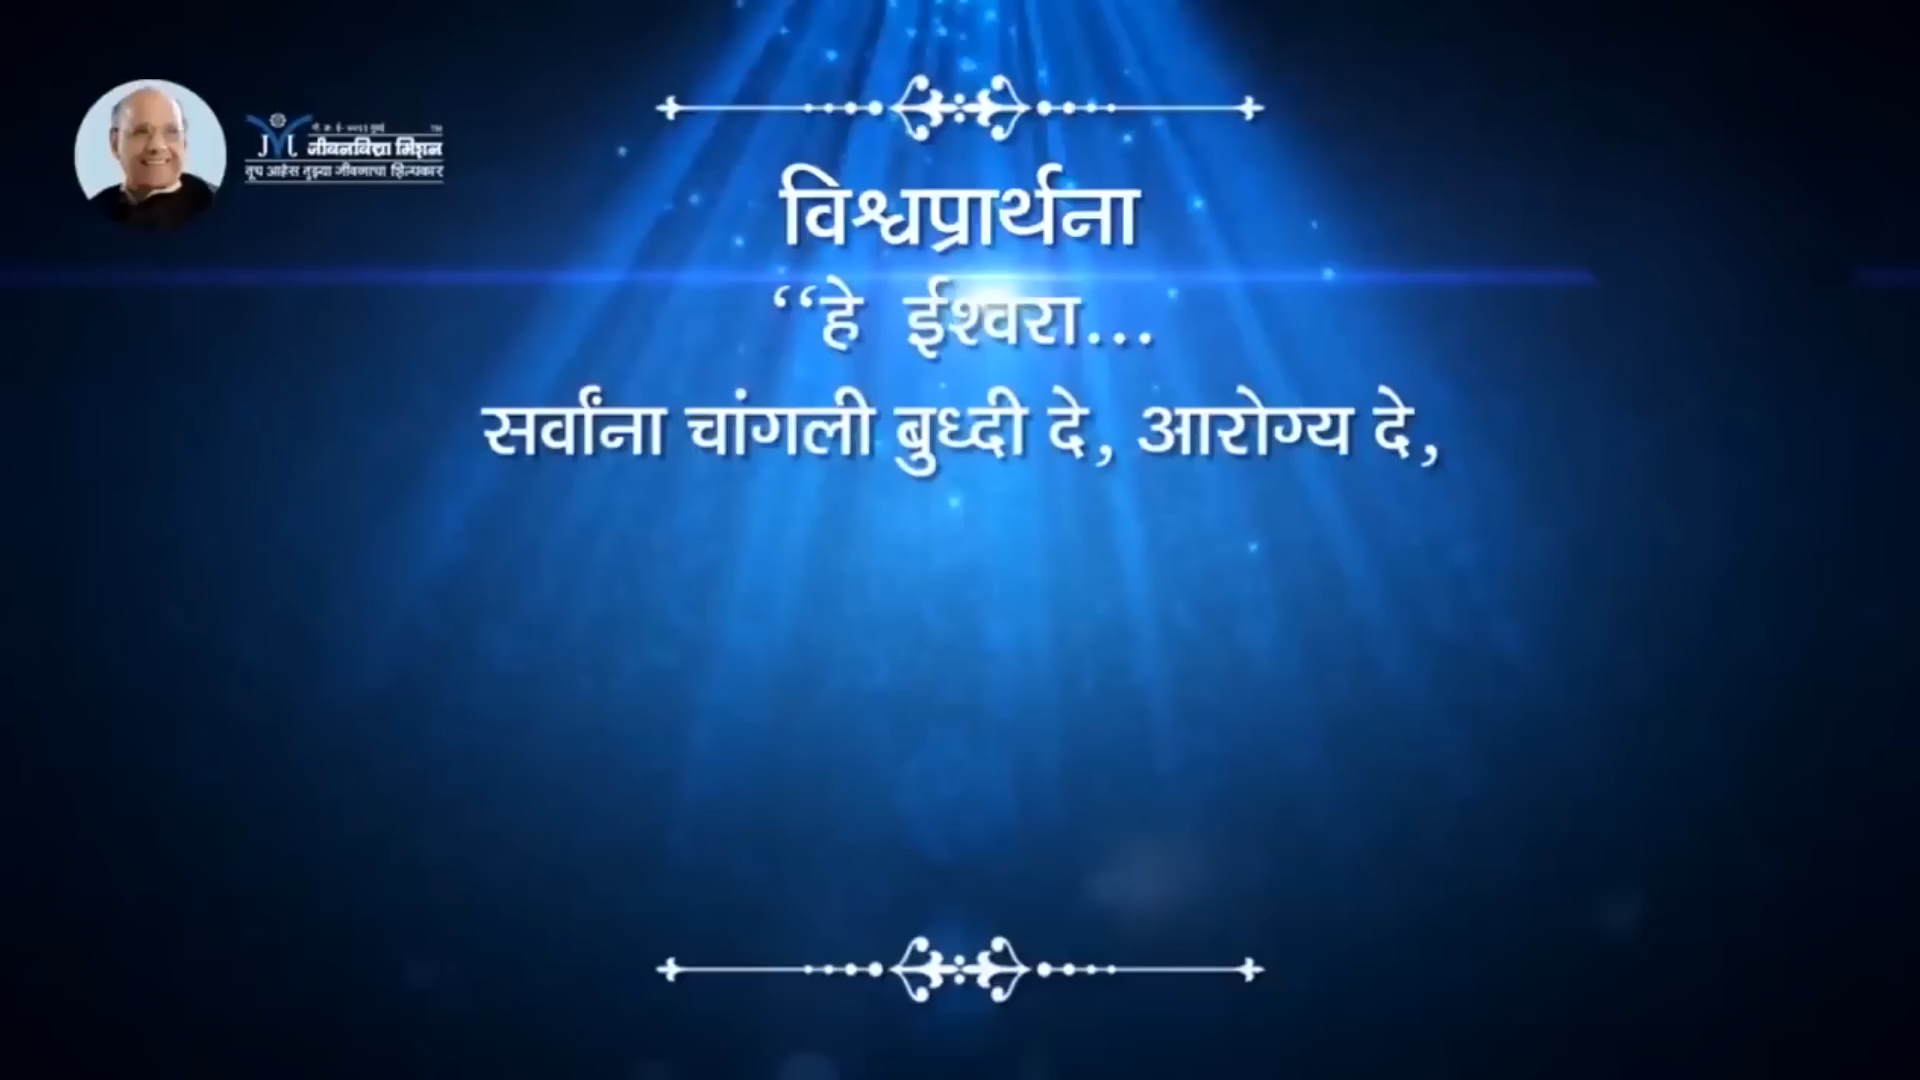 जीवनविद्या मिशन
तूच आहेस तुझ्या जीवनाचा शिल्पकार
विश्वप्रार्थना
“हे ईश्वरा...
सर्वांना चांगली बुध्दी दे, आरोग्य दे,